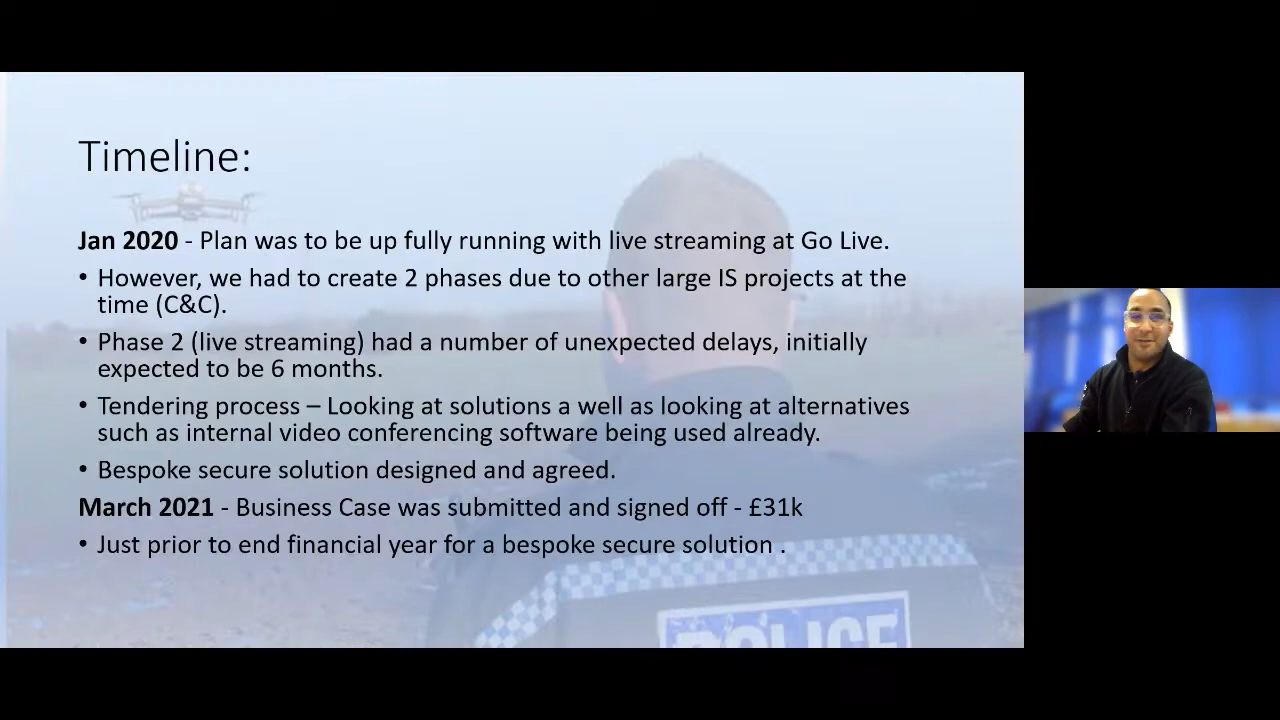 Timeline:
Jan 2020 - Plan was to be up fully running with live streaming at Go Live.
• However, we had to create 2 phases due to other large IS projects at the
time (C&C).
• Phase 2 (live streaming) had a number of unexpected delays, initially
expected to be 6 months.
• Tendering process – Looking at solutions a well as looking at alternatives
such as internal video conferencing software being used already.
• Bespoke secure solution designed and agreed.
March 2021 - Business Case was submitted and signed off - £31k
• Just prior to end financial year for a bespoke secure solution .
POLICE